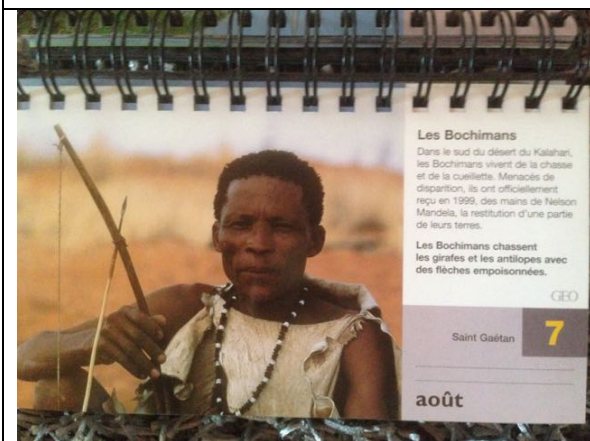 Les Bochimans
Dans le sud du désert du Kalahari,
les Bochimans vivent de la chasse
et de la cueillette. Menacés de
disparition, ils ont officiellement
reçu en 1999, des mains de Nelson
Mandela, la restitution d'une partie
de leurs terres.
Les Bochimans chassent
les girafes et les antilopes avec
des flèches empoisonnées.
GEO
Saint Gaétan 7
août